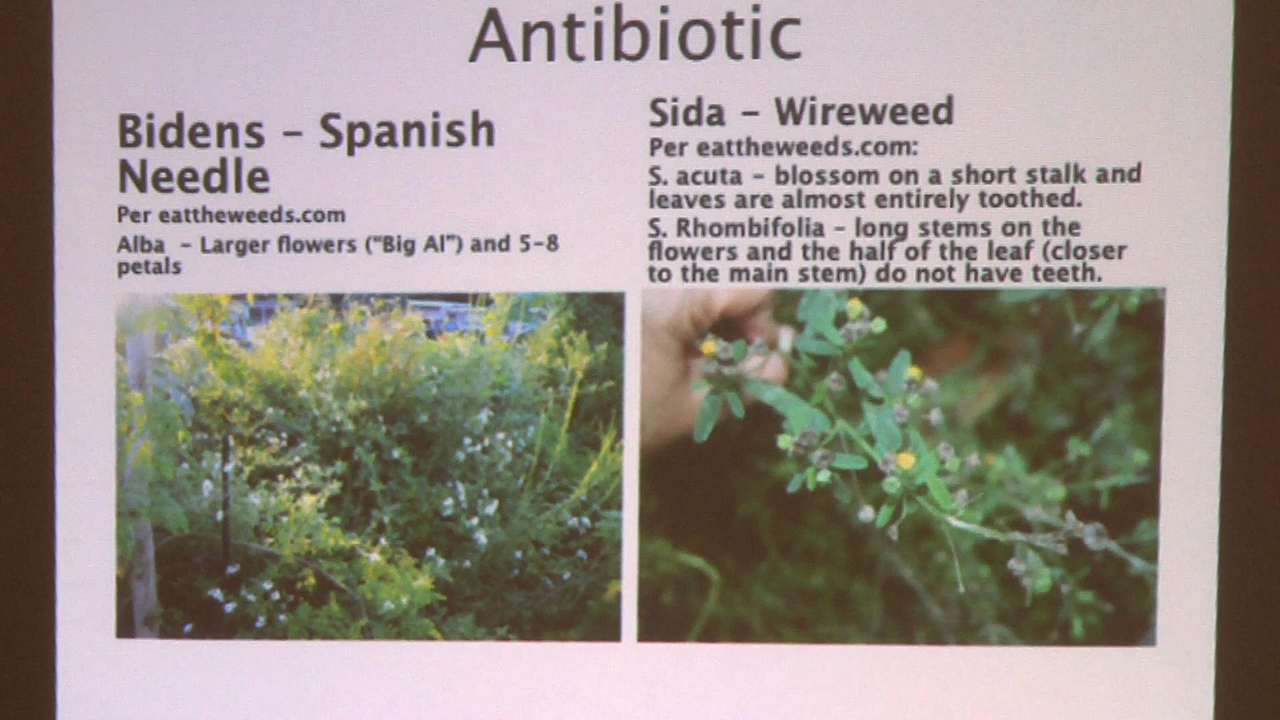 Antibiotic
Bidens – Spanish
Needle
Per eattheweeds.com
Alba – Larger flowers ("Big Al") and 5-8
petals
Sida – Wireweed
Per eattheweeds.com:
S. acuta – blossom on a short stalk and
leaves are almost entirely toothed.
S. Rhombifolia – long stems on the
flowers and the half of the leaf (closer
to the main stem) do not have teeth.